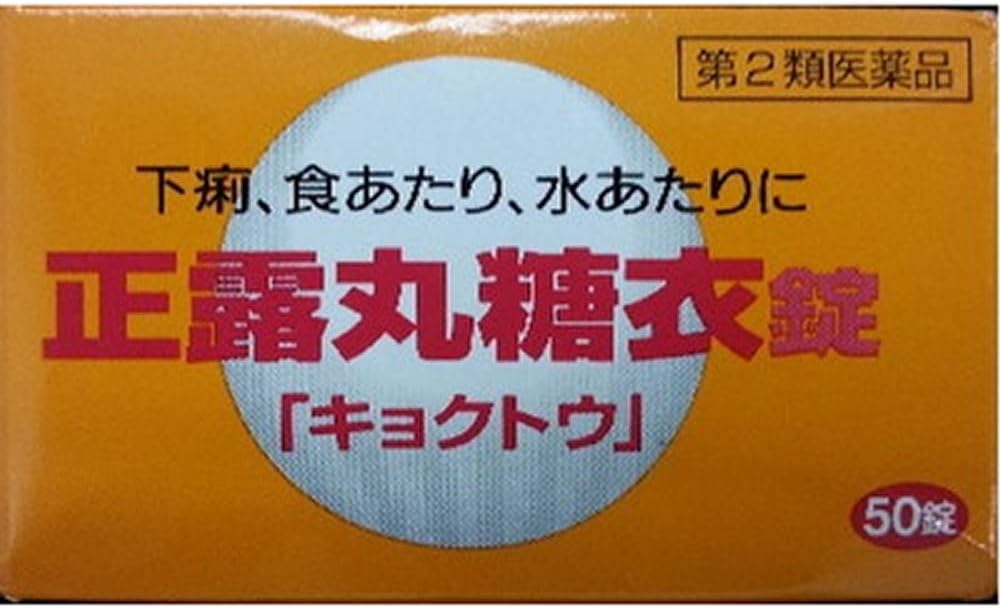 第2類医薬品
下痢、食あたり、水あたりに
正露丸糖衣錠
「キョクトウ」
50錠